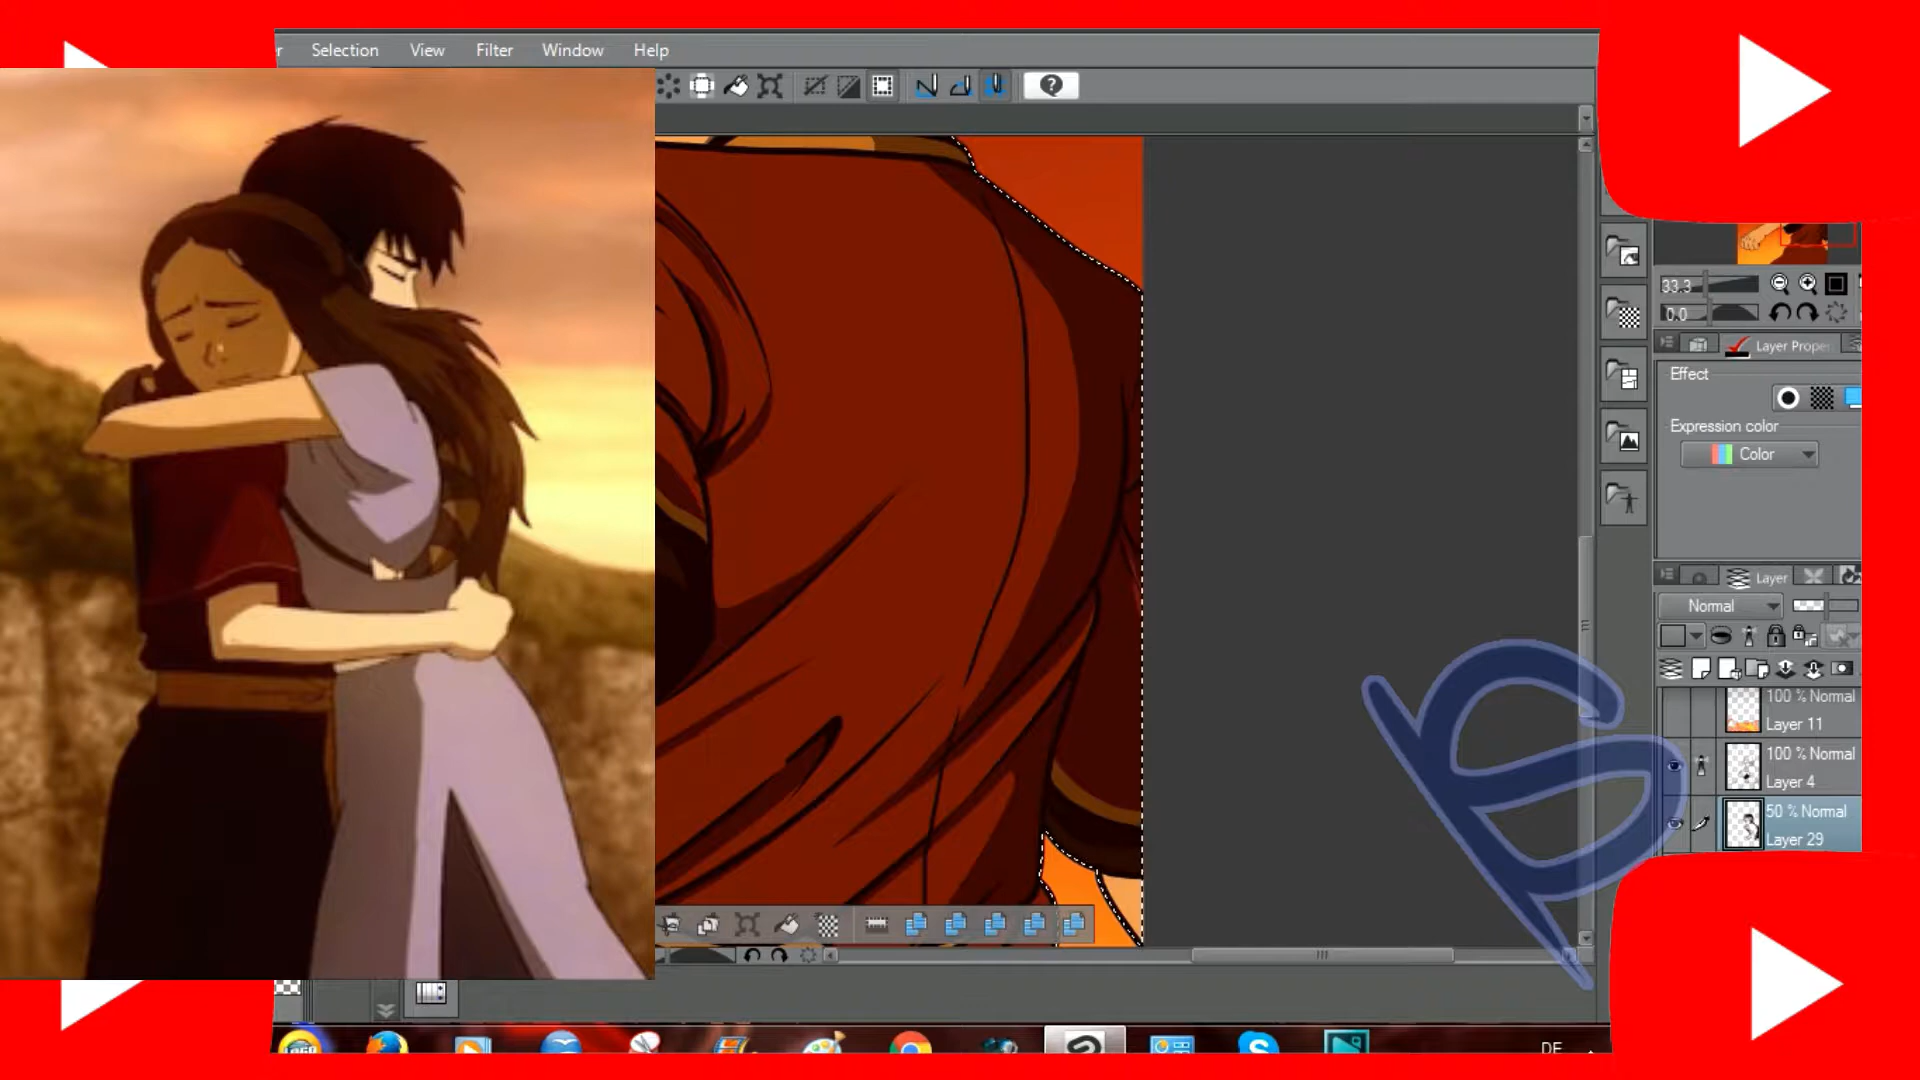 Selection View Filter Window Help
33.3
0.0
Layer Proper
Effect
Expression color
Color
Layer
Normal
100 % Normal
Layer 11
100 % Normal
Layer 4
50 % Normal
Layer 29
DE